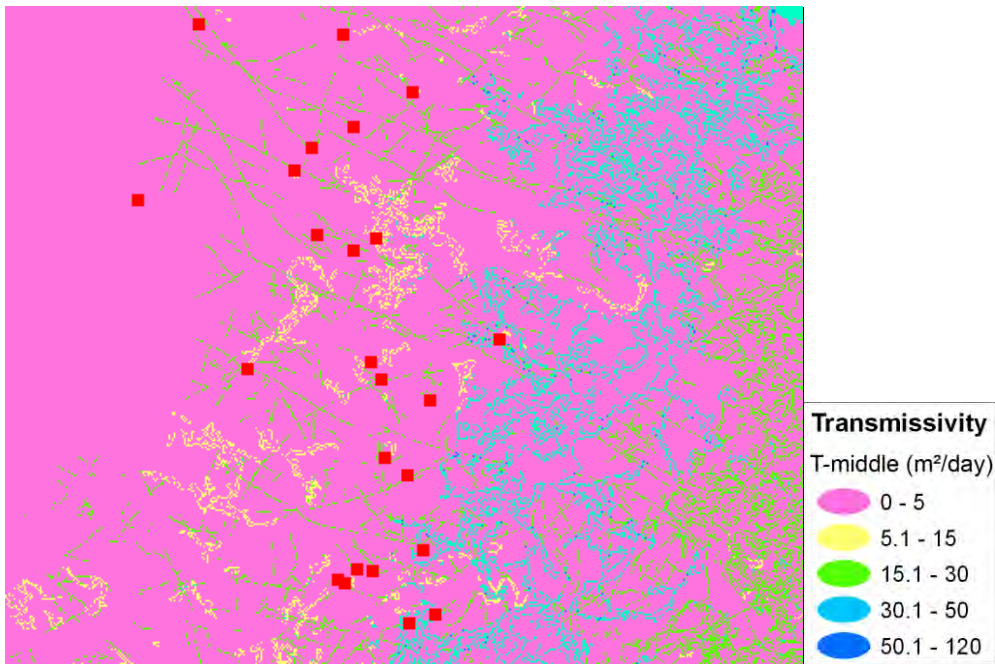 Transmissivity
T-middle (m²/day)
0 - 5
5.1 - 15
15.1 - 30
30.1 - 50
50.1 - 120